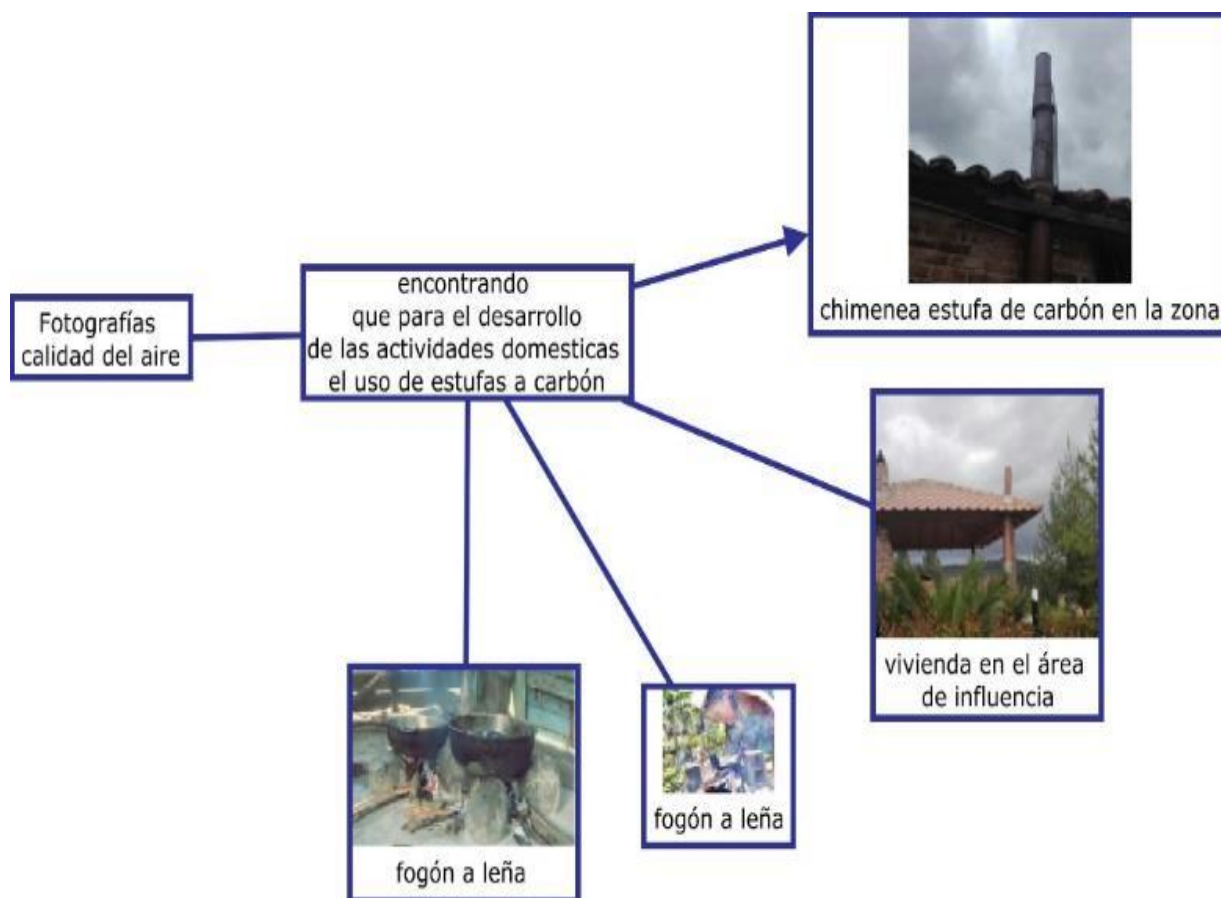 Fotografías
calidad del aire
encontrando
que para el desarrollo
de las actividades domesticas
el uso de estufas a carbón
chimenea estufa de carbón en la zona
vivienda en el área
de influencia
fogón a leña
fogón a leña